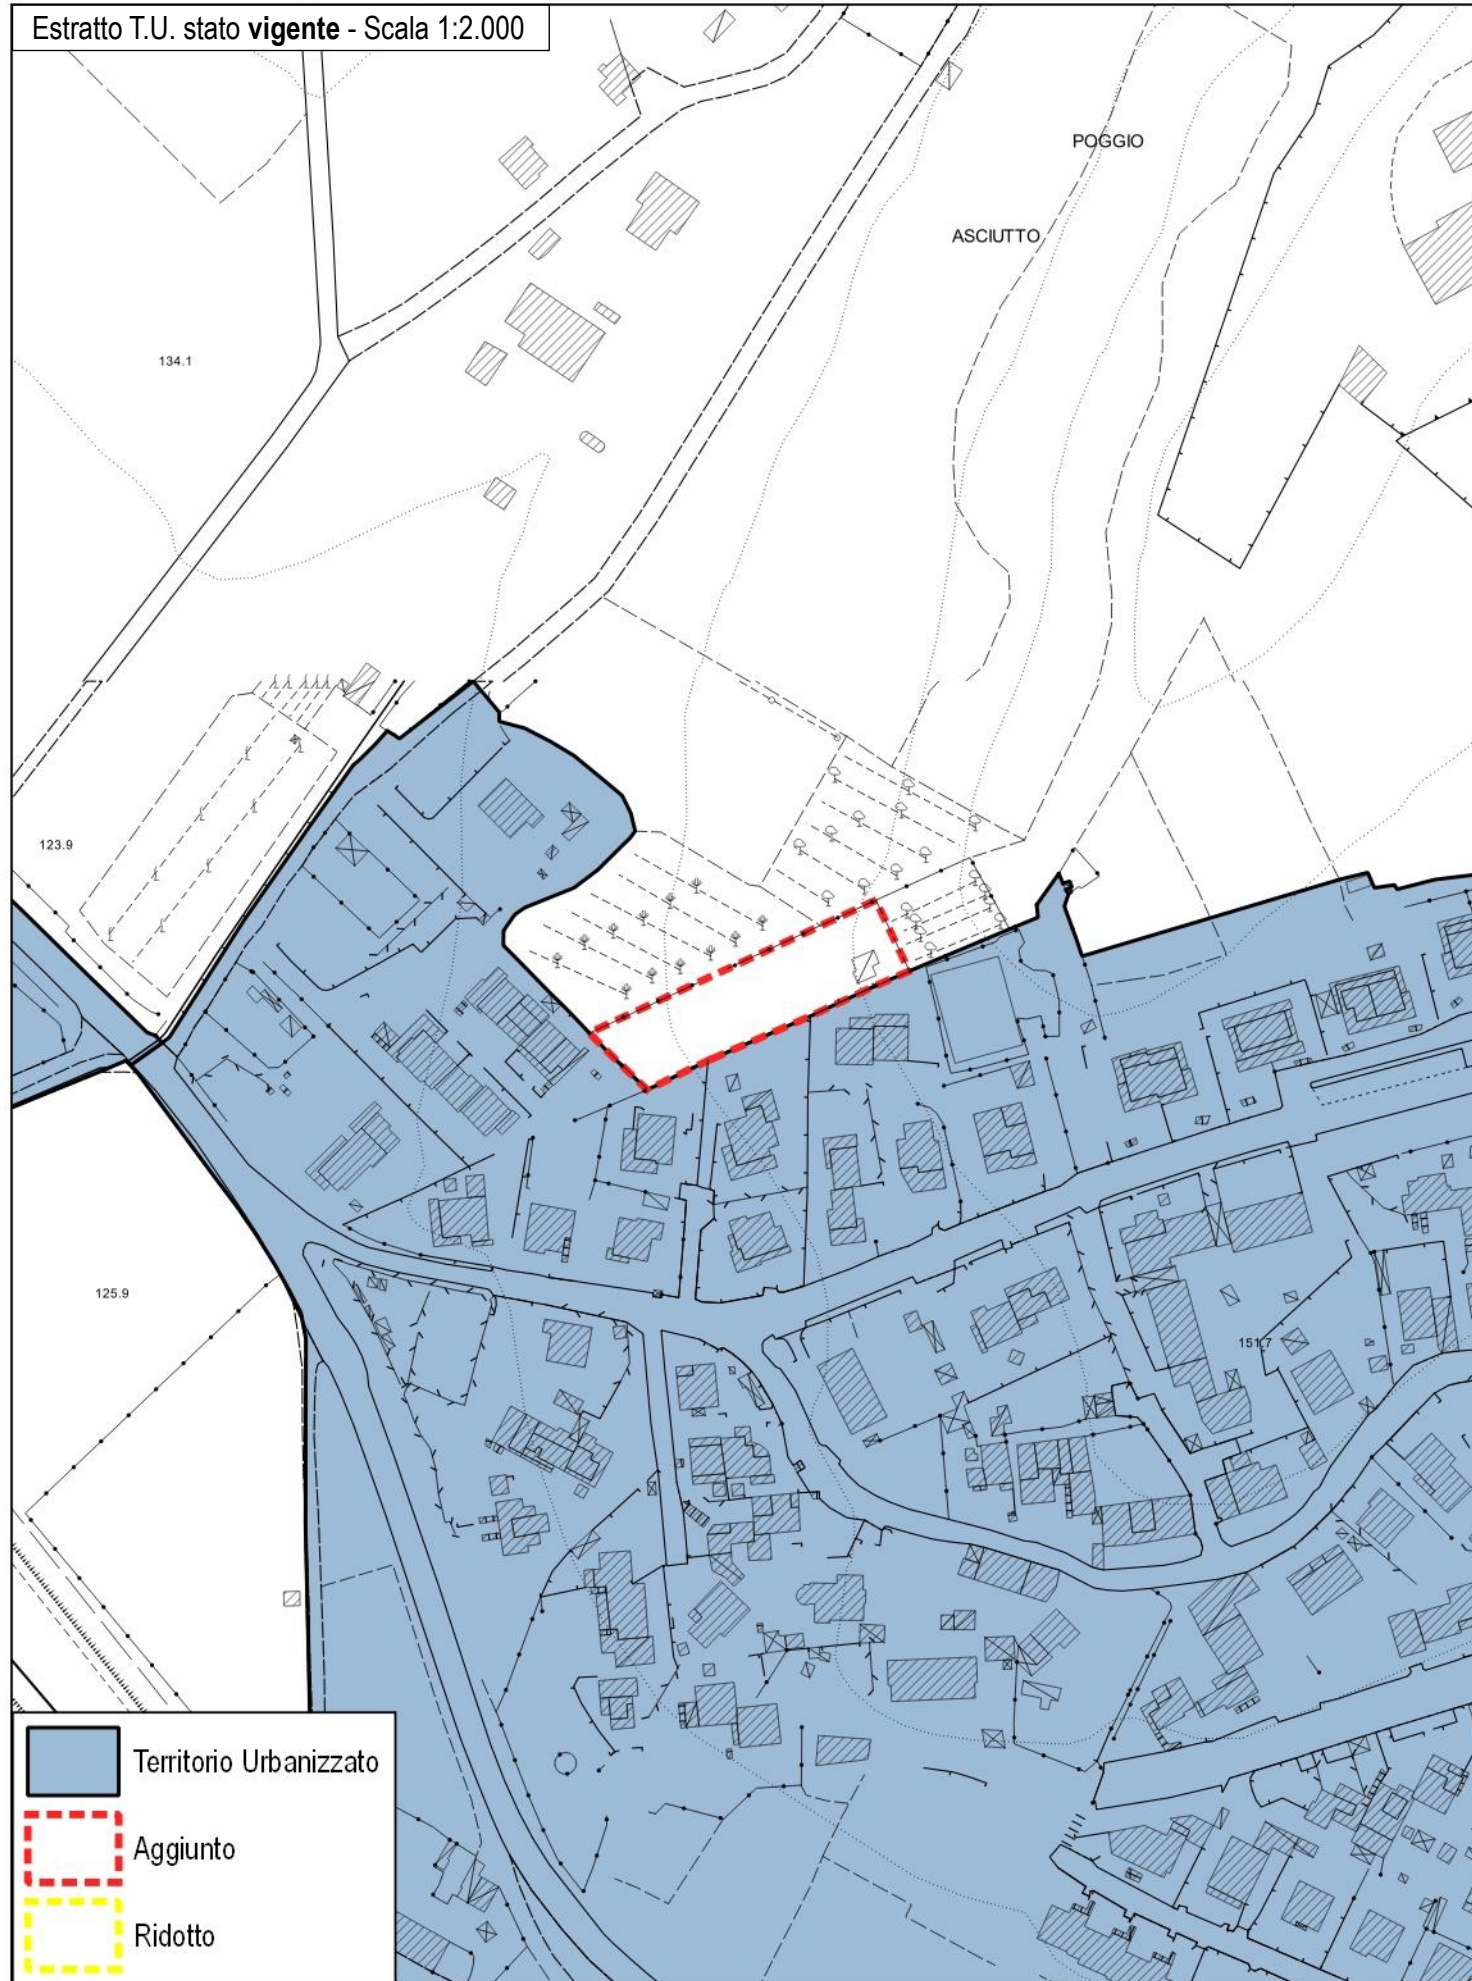 Estratto T.U. stato vigente - Scala 1:2.000
POGGIO
ASCIUTTO
134.1
123.9
125.9
151.7
Territorio Urbanizzato
Aggiunto
Ridotto